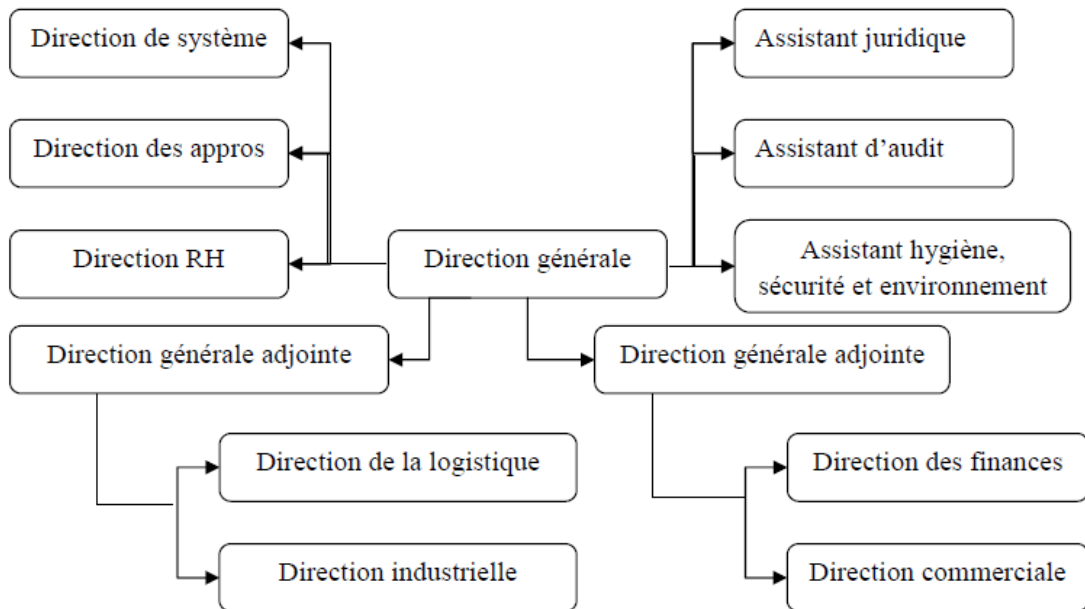 Direction de système
Assistant juridique
Direction des appros
Assistant d’audit
Direction RH
Direction générale
Assistant hygiène,
sécurité et environnement
Direction générale adjointe
Direction générale adjointe
Direction de la logistique
Direction des finances
Direction industrielle
Direction commerciale